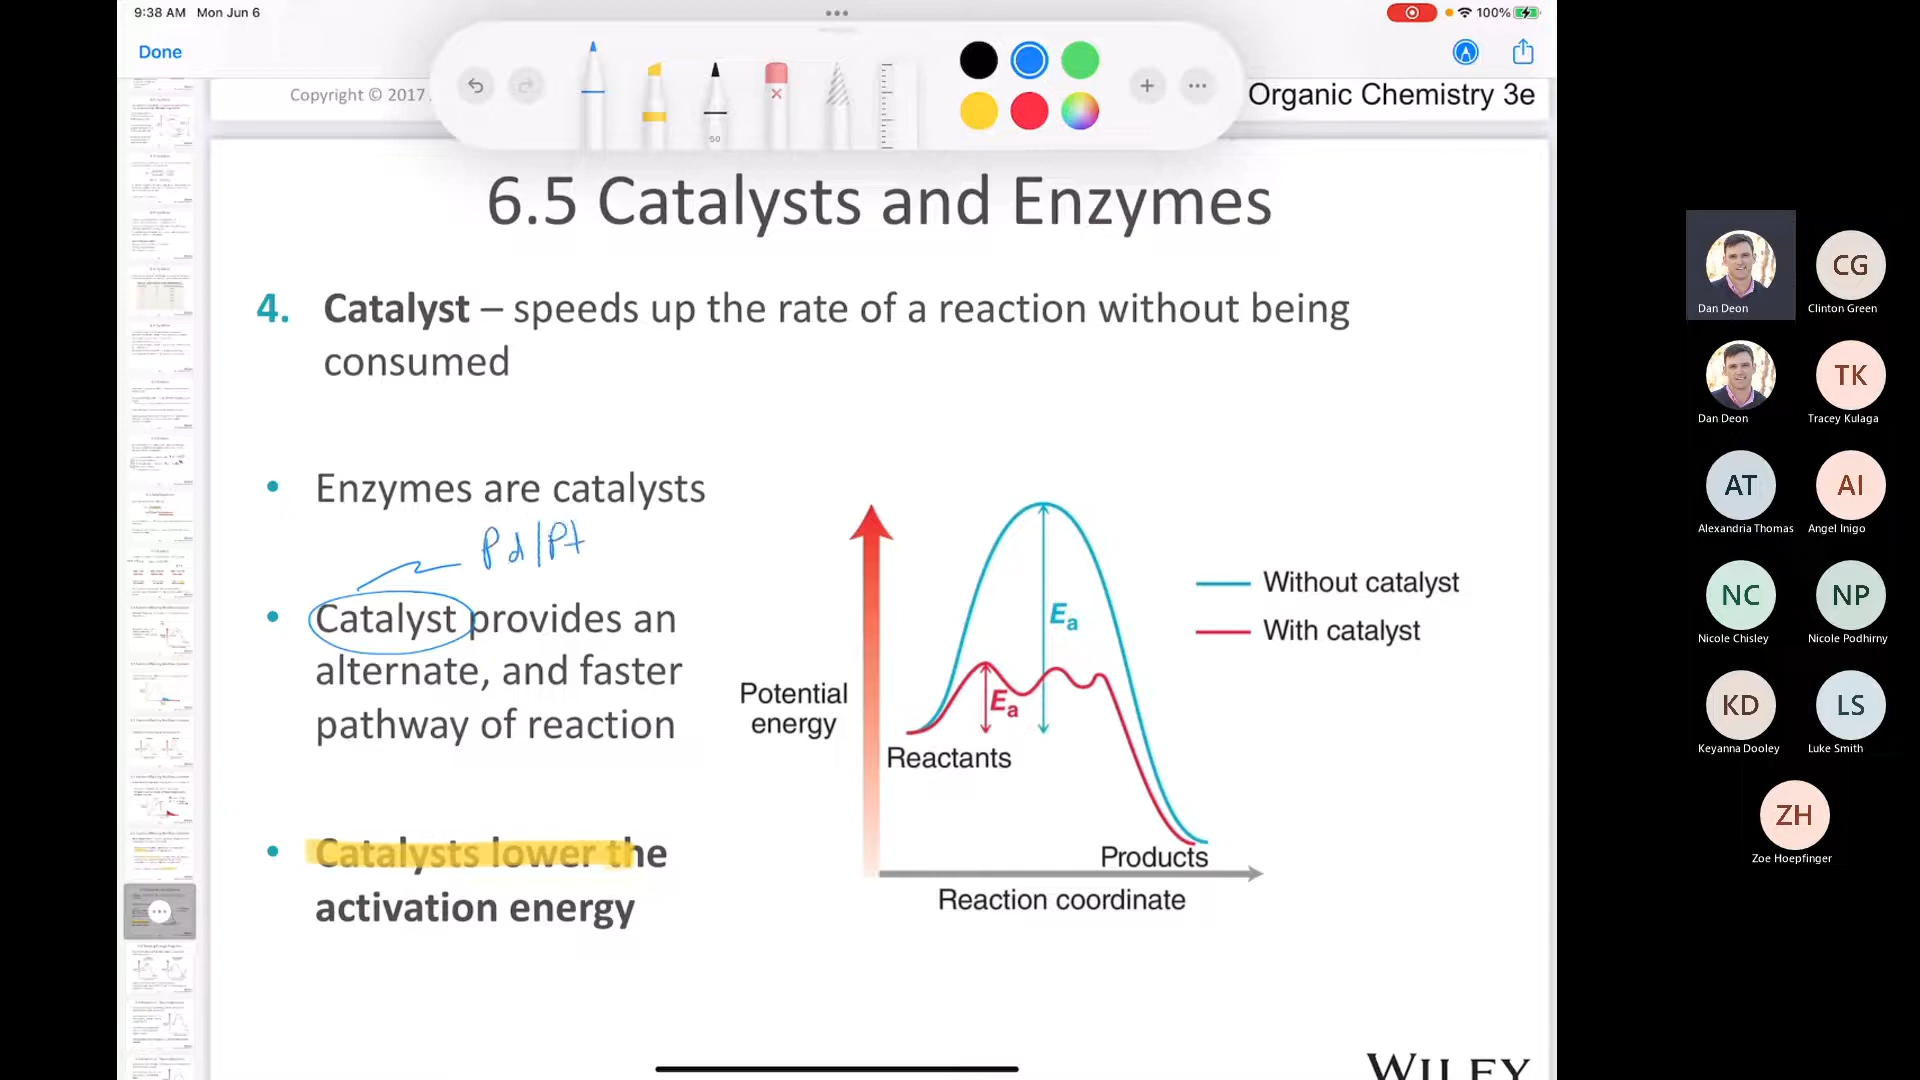 9:38 AM Mon Jun 6
100%
Done
50
Copyright © 2017
Organic Chemistry 3e
6.5 Catalysts and Enzymes
4. Catalyst – speeds up the rate of a reaction without being
consumed
• Enzymes are catalysts
Pd/Pt
• Catalyst provides an
alternate, and faster
pathway of reaction
• Catalysts lower the
activation energy
Potential
energy
Ea
Ea
Reactants
Products
Reaction coordinate
Without catalyst
With catalyst
WILEY
Dan Deon
CG
Clinton Green
Dan Deon
TK
Tracey Kulaga
AT
Alexandria Thomas
AI
Angel Inigo
NC
Nicole Chisley
NP
Nicole Podhirny
KD
Keyanna Dooley
LS
Luke Smith
ZH
Zoe Hoepfinger